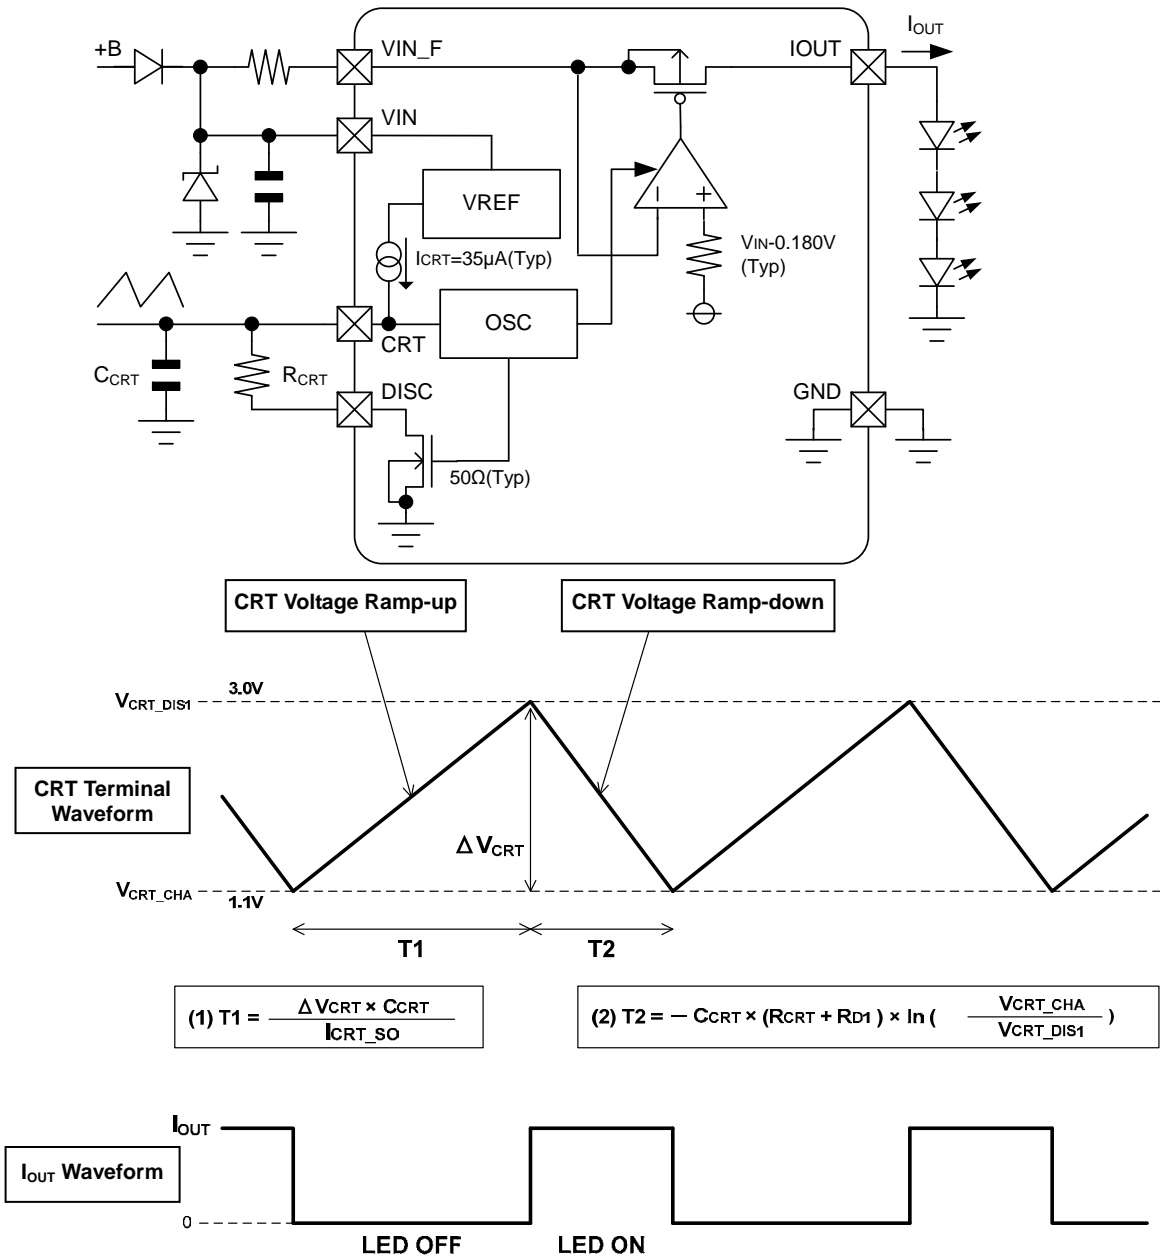 +B
VIN_F
VIN
IOUT
IOUT
VREF
ICRT=35μA(Typ)
VIN-0.180V
(Typ)
− +
OSC
CRT
CCRT
RCRT
DISC
GND
50Ω(Typ)
CRT Voltage Ramp-up
CRT Voltage Ramp-down
VCRT_DIS1
3.0V
CRT Terminal
Waveform
ΔVCRT
VCRT_CHA
1.1V
T1
T2
(1) T1 = ΔVCRT × CCRT / ICRT_SO
(2) T2 = − CCRT × (RCRT + RD1) × ln ( VCRT_CHA / VCRT_DIS1 )
IOUT
IOUT Waveform
0
LED OFF
LED ON